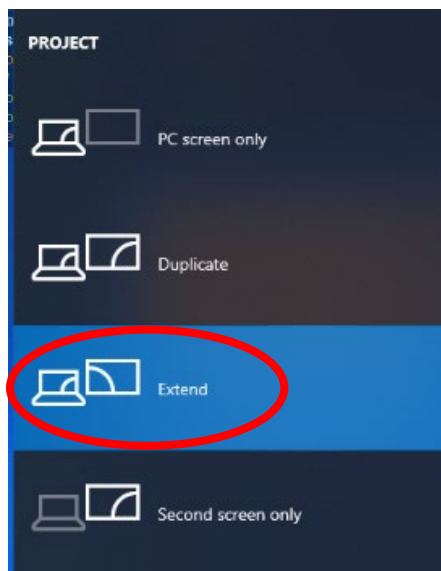 PROJECT
PC screen only
Duplicate
Extend
Second screen only